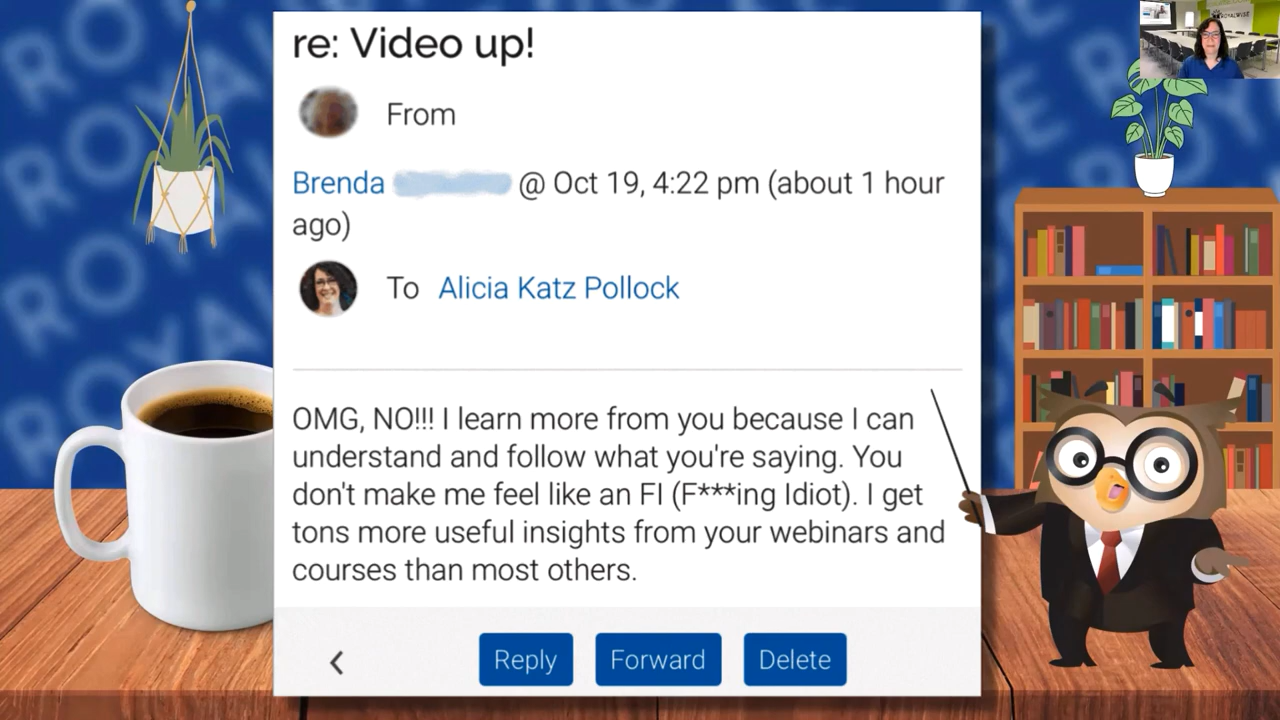 re: Video up!
From
Brenda @ Oct 19, 4:22 pm (about 1 hour
ago)
To Alicia Katz Pollock
OMG, NO!!! I learn more from you because I can
understand and follow what you're saying. You
don't make me feel like an FI (F***ing Idiot). I get
tons more useful insights from your webinars and
courses than most others.
Reply Forward Delete
ROYALWISE